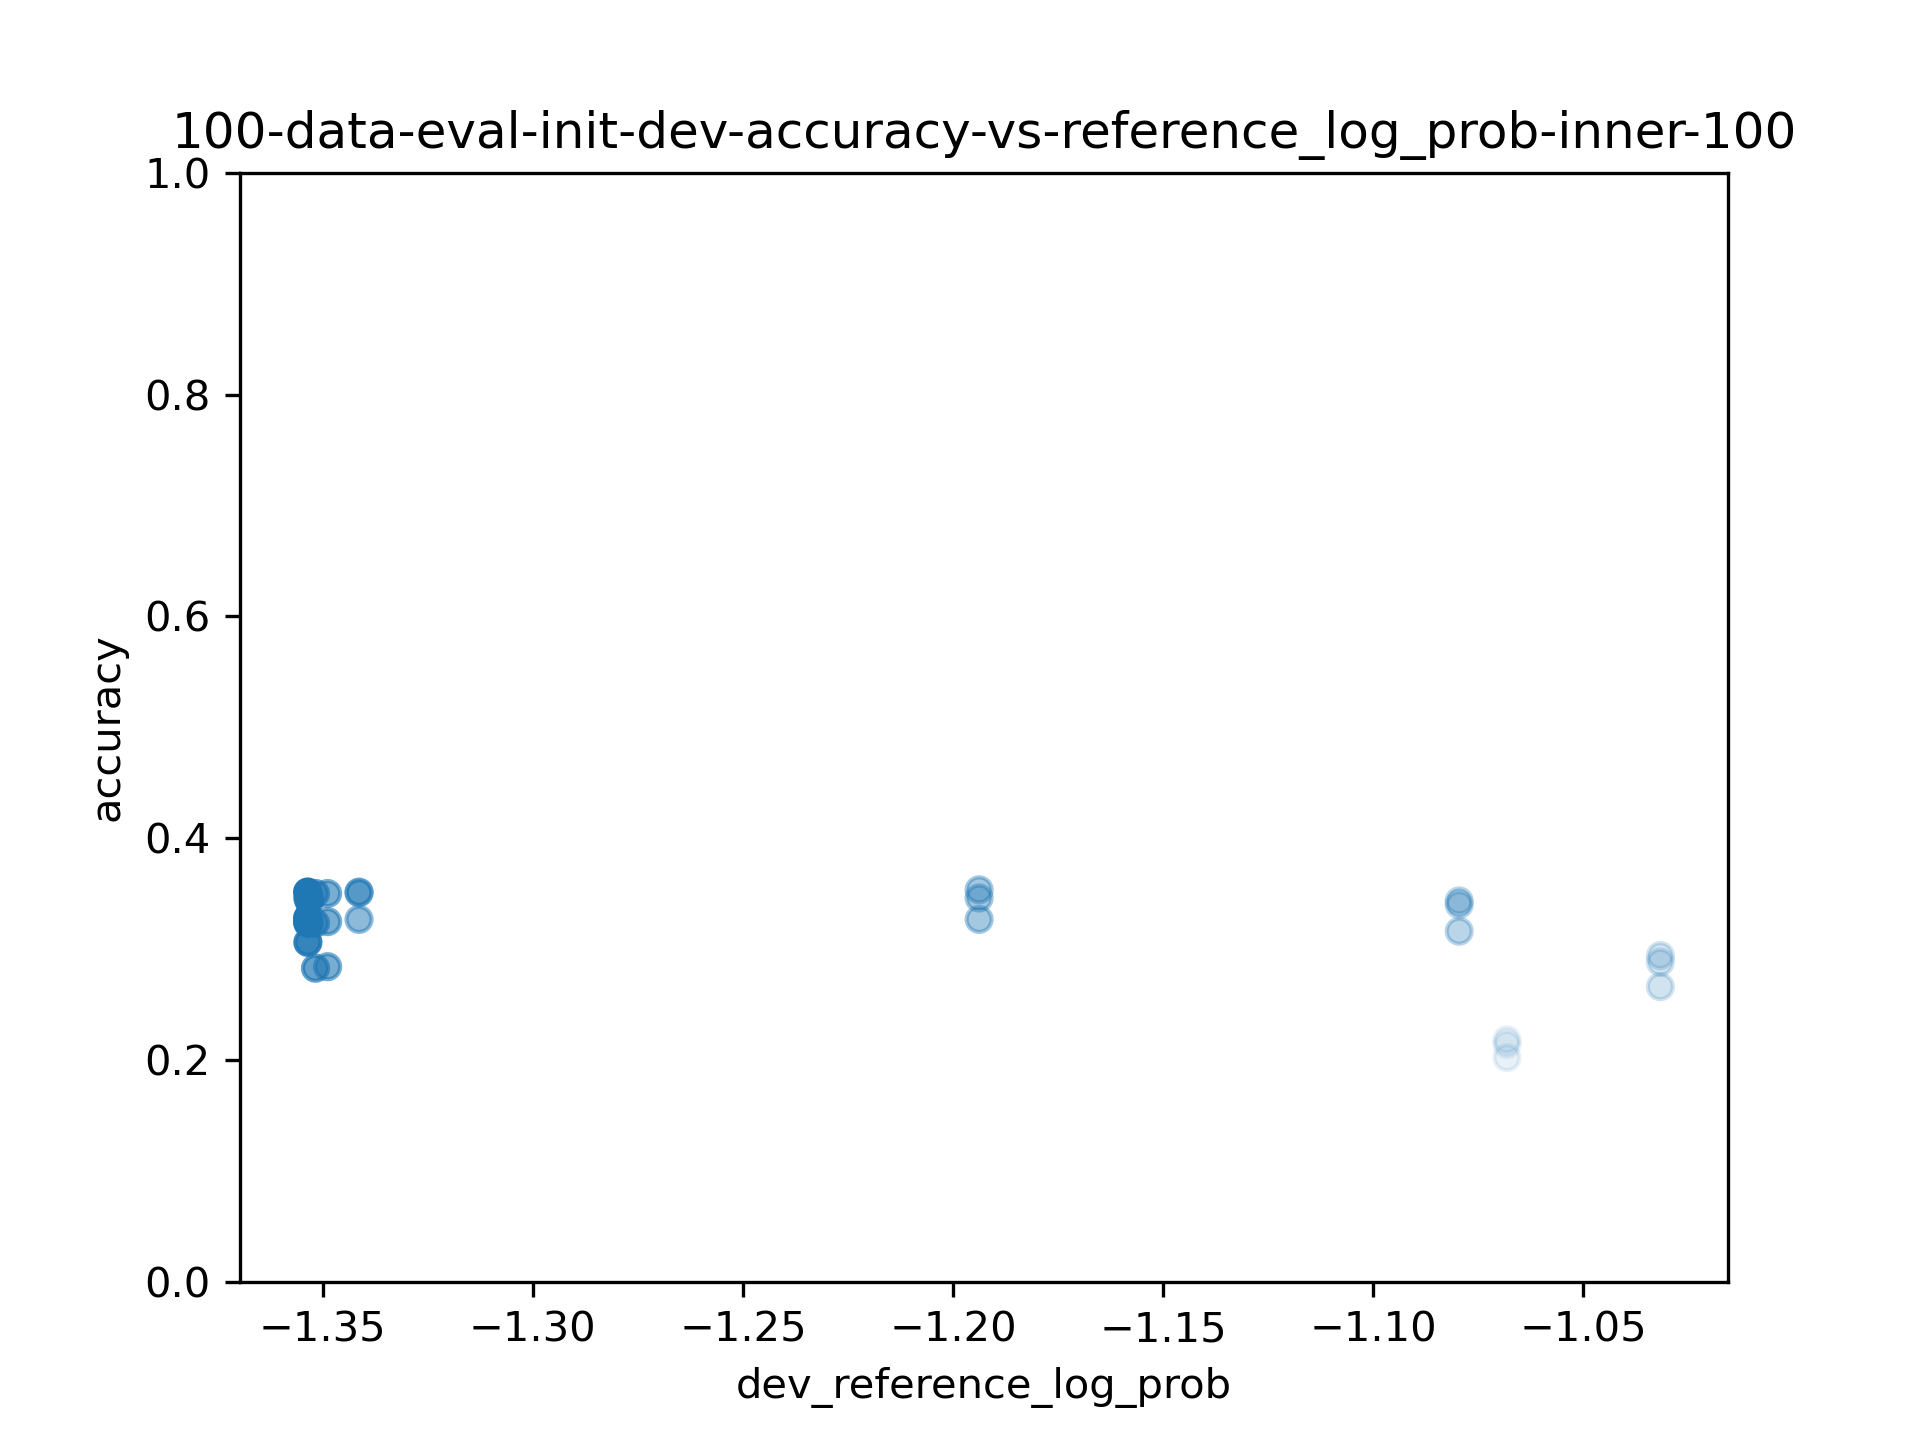 100-data-eval-init-dev-accuracy-vs-reference_log_prob-inner-100
1.0
0.8
0.6
0.4
0.2
0.0
accuracy
−1.35 −1.30 −1.25 −1.20 −1.15 −1.10 −1.05
dev_reference_log_prob